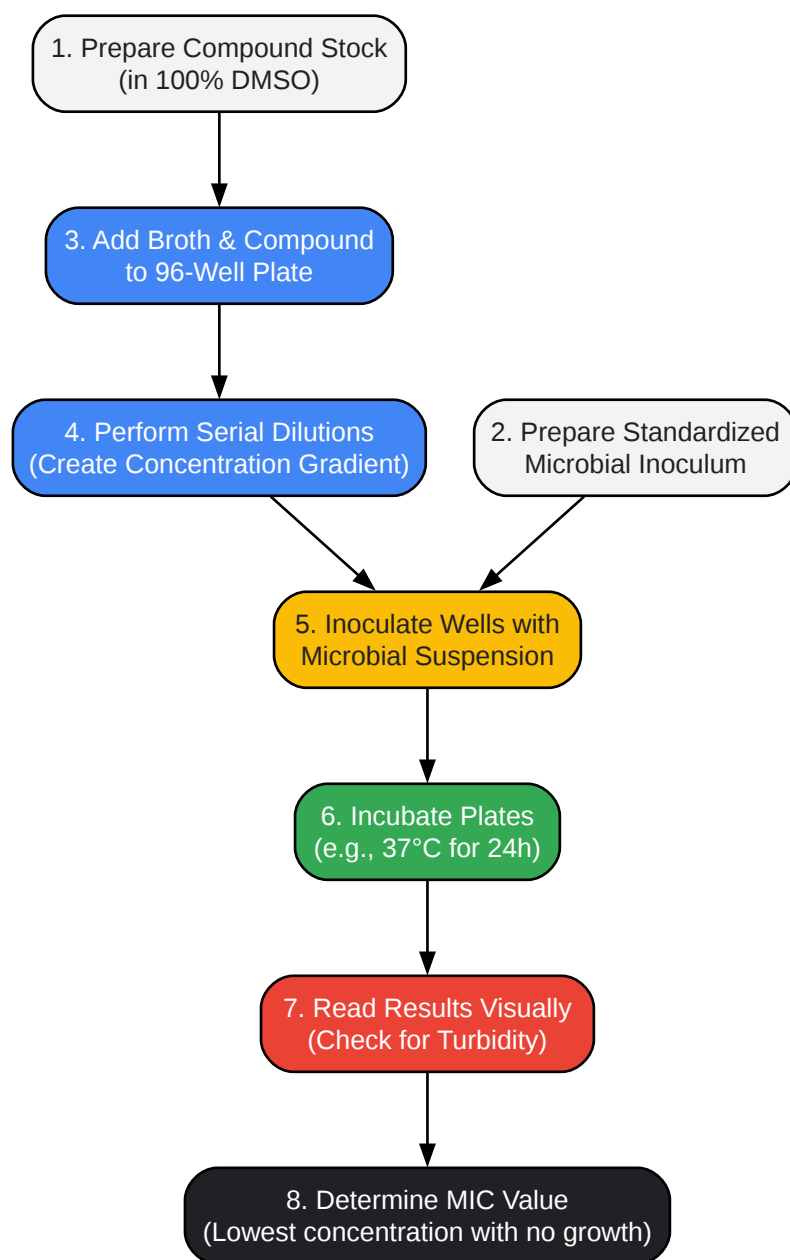 1. Prepare Compound Stock
(in 100% DMSO)
3. Add Broth & Compound
to 96-Well Plate
4. Perform Serial Dilutions
(Create Concentration Gradient)
2. Prepare Standardized
Microbial Inoculum
5. Inoculate Wells with
Microbial Suspension
6. Incubate Plates
(e.g., 37°C for 24h)
7. Read Results Visually
(Check for Turbidity)
8. Determine MIC Value
(Lowest concentration with no growth)